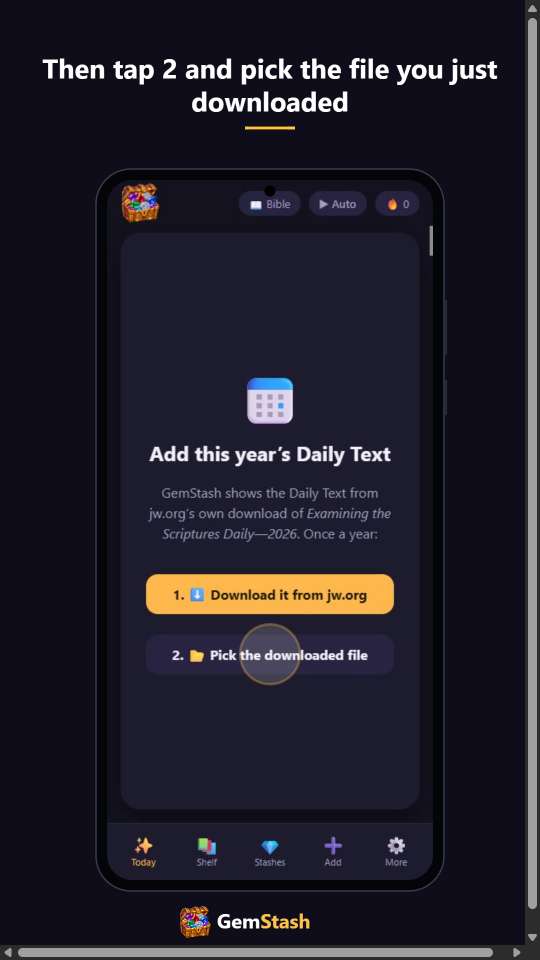 Then tap 2 and pick the file you just
downloaded
Bible
Auto
0
Add this year’s Daily Text
GemStash shows the Daily Text from
jw.org’s own download of Examining the
Scriptures Daily—2026. Once a year:
1. Download it from jw.org
2. Pick the downloaded file
Today
Shelf
Stashes
Add
More
GemStash